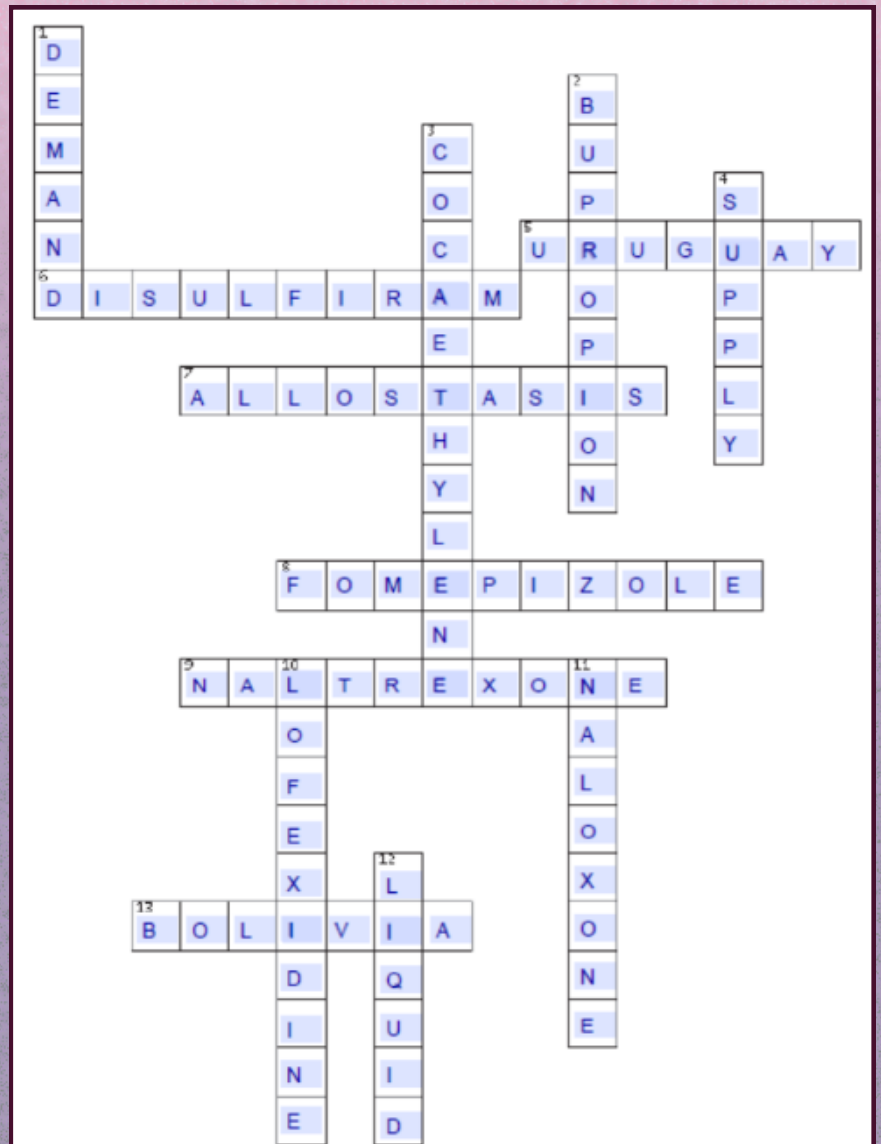 1 DEMAND
2 BUPROPION
3 COCAETHYLENE
4 SUPPLY
5 URUGUAY
6 DISULFIRAM
7 ALLOSTASIS
8 FOMEPIZOLE
9 NALTREXONE
10 LOFEXIDINE
11 NALOXONE
12 LIQUID
13 BOLIVIA